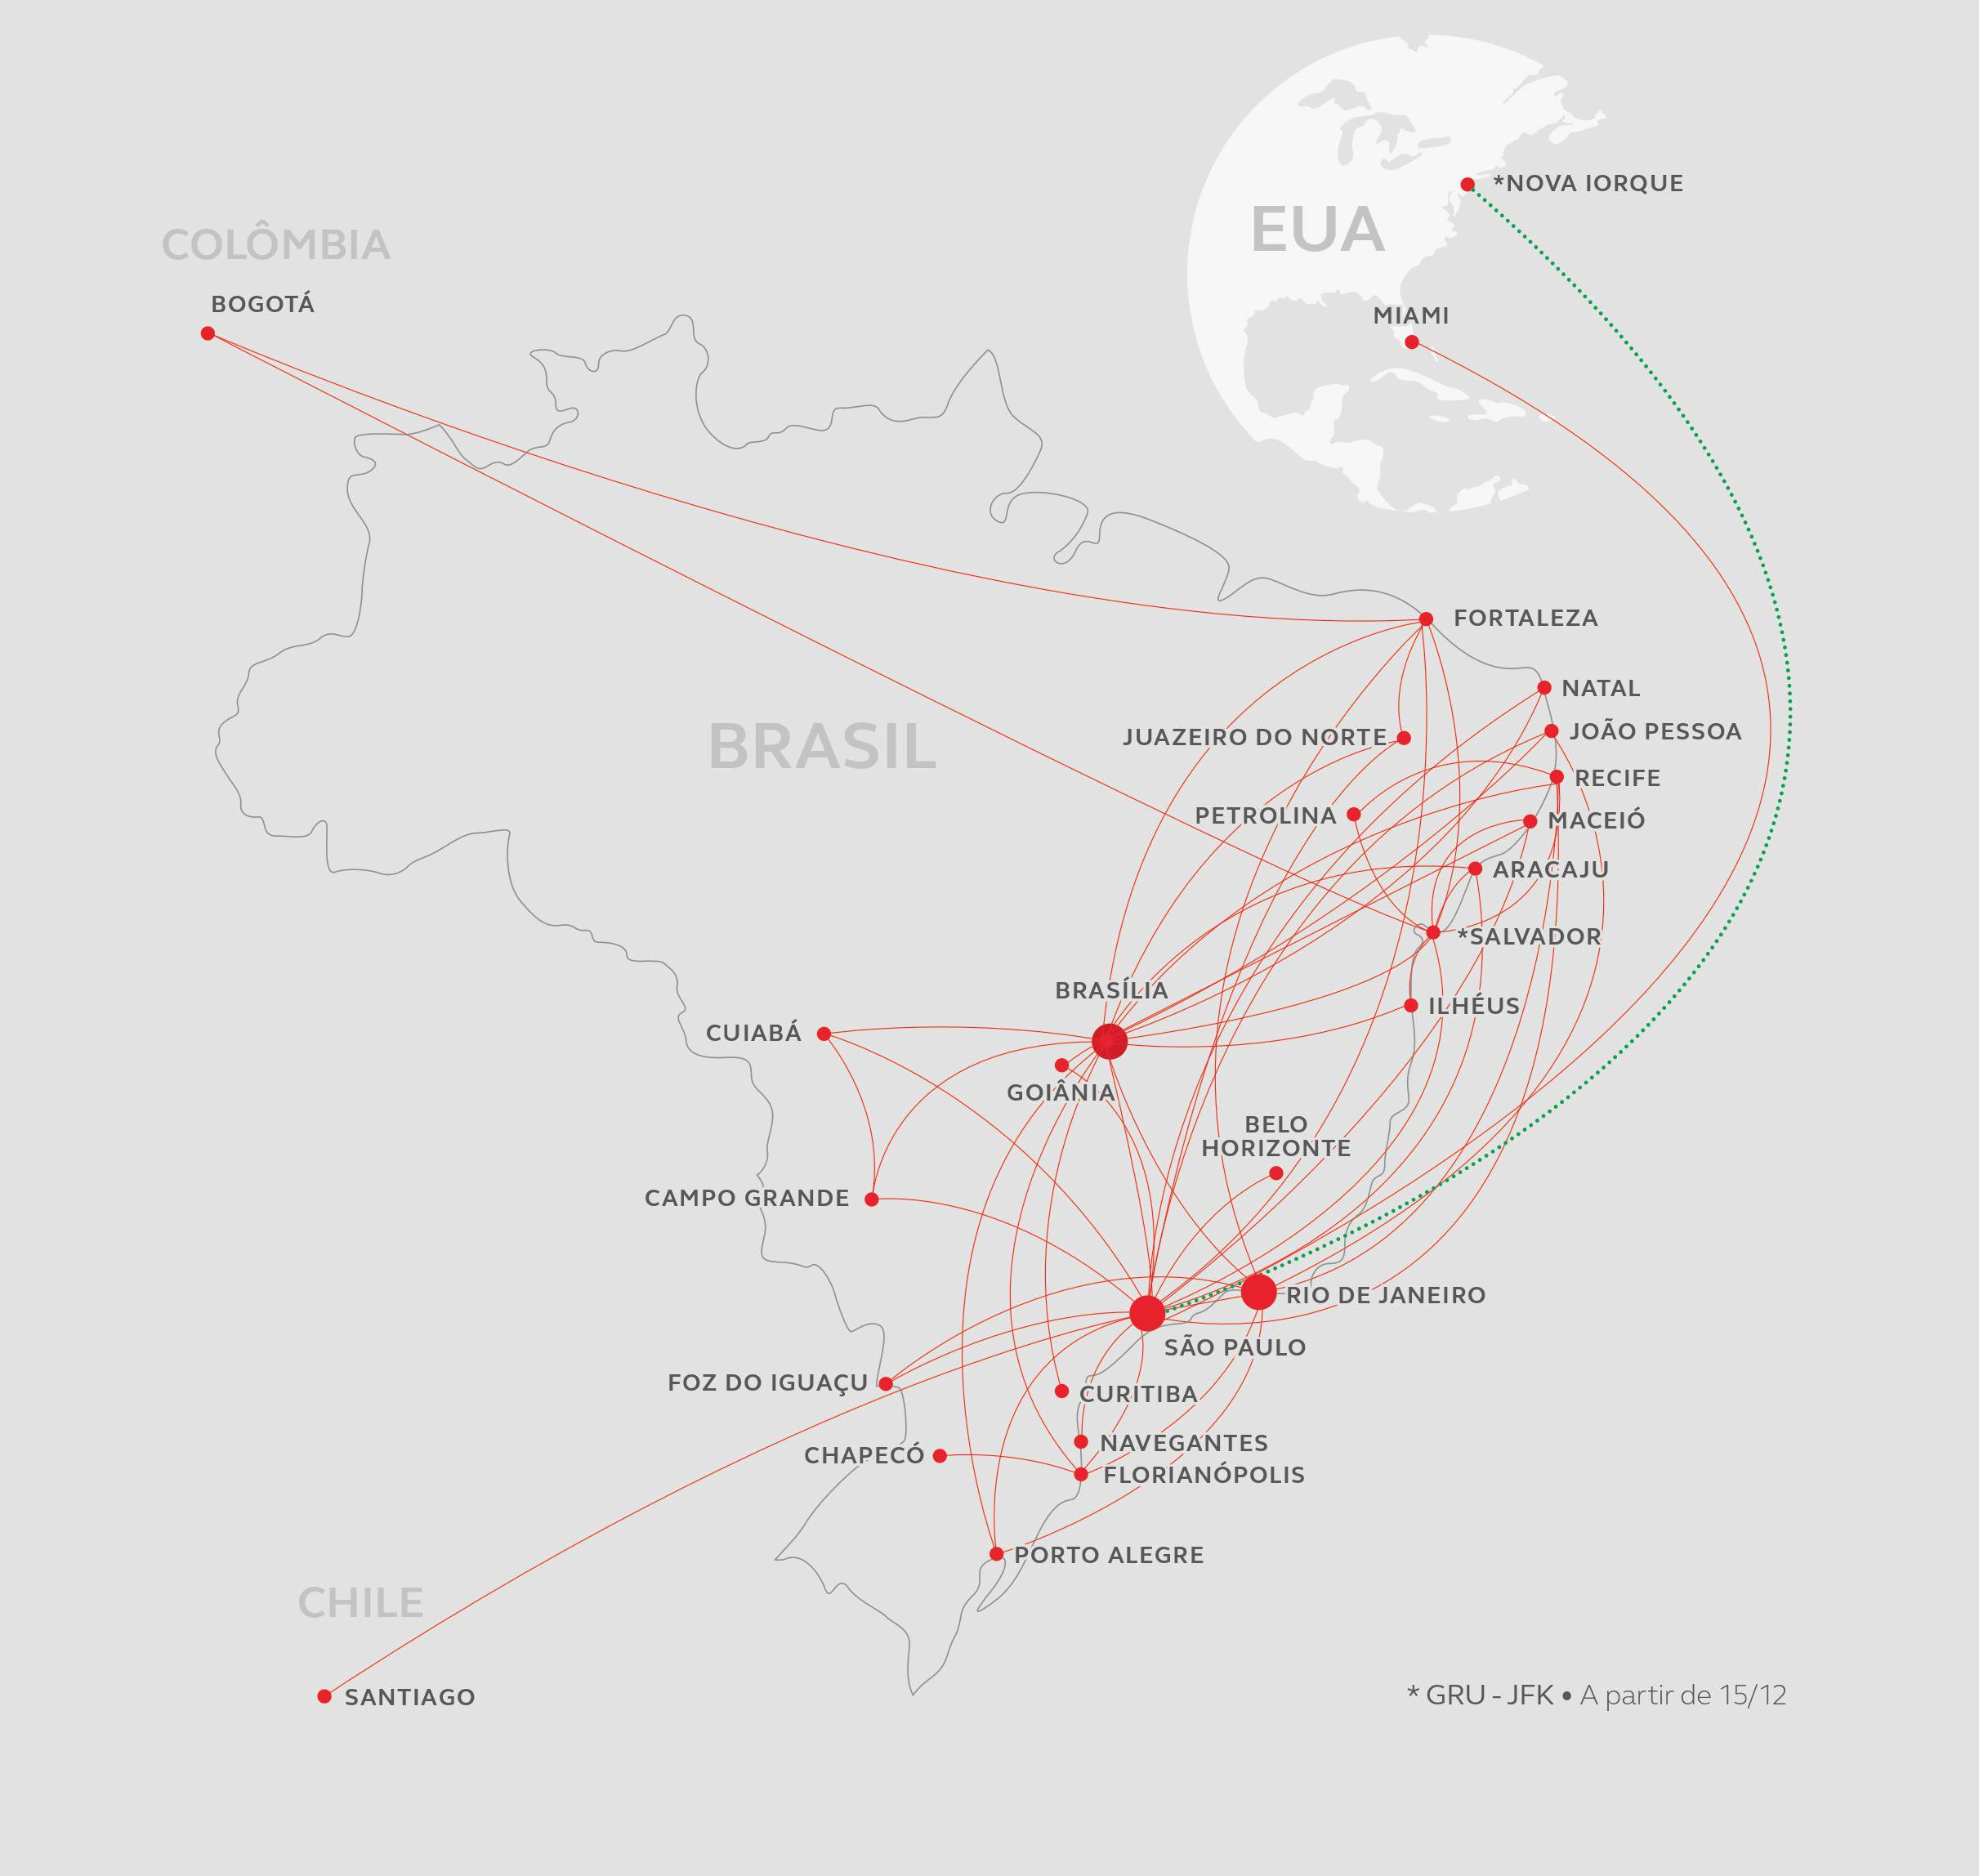 *NOVA IORQUE
EUA
COLÔMBIA
BOGOTÁ
MIAMI
FORTALEZA
NATAL
JOÃO PESSOA
JUAZEIRO DO NORTE
BRASIL
RECIFE
PETROLINA
MACEIÓ
ARACAJU
*SALVADOR
BRASÍLIA
ILHÉUS
CUIABÁ
GOIÂNIA
BELO
HORIZONTE
CAMPO GRANDE
RIO DE JANEIRO
SÃO PAULO
FOZ DO IGUAÇU
CURITIBA
NAVEGANTES
CHAPECÓ
FLORIANÓPOLIS
PORTO ALEGRE
CHILE
SANTIAGO
* GRU - JFK • A partir de 15/12